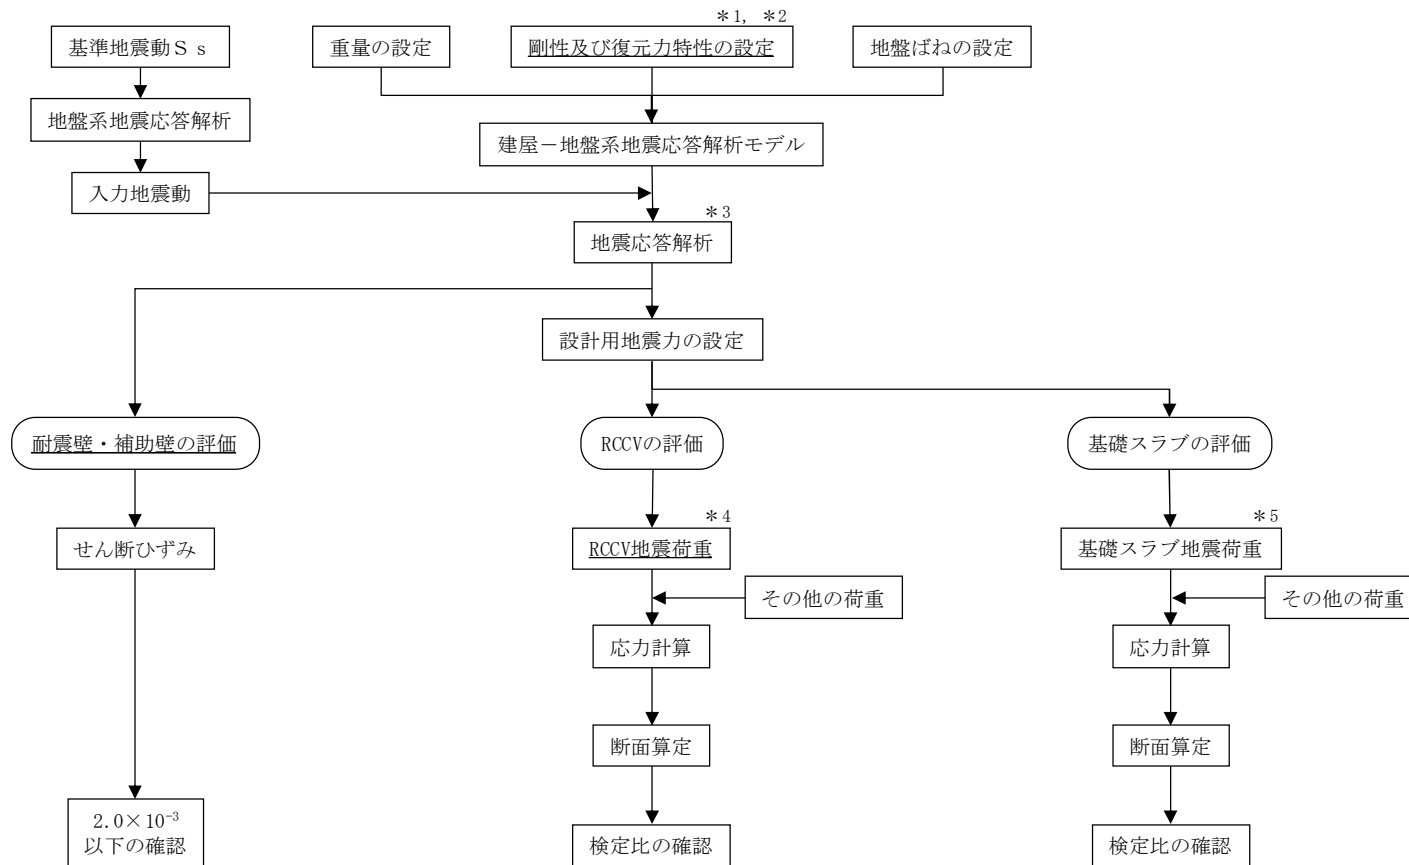 ＊1, ＊2
基準地震動Ｓｓ
重量の設定
剛性及び復元力特性の設定
地盤ばねの設定
地盤系地震応答解析
建屋－地盤系地震応答解析モデル
入力地震動
＊3
地震応答解析
設計用地震力の設定
耐震壁・補助壁の評価
RCCVの評価
基礎スラブの評価
＊4
＊5
せん断ひずみ
RCCV地震荷重
基礎スラブ地震荷重
その他の荷重
その他の荷重
応力計算
応力計算
断面算定
断面算定
2.0×10⁻³
以下の確認
検定比の確認
検定比の確認